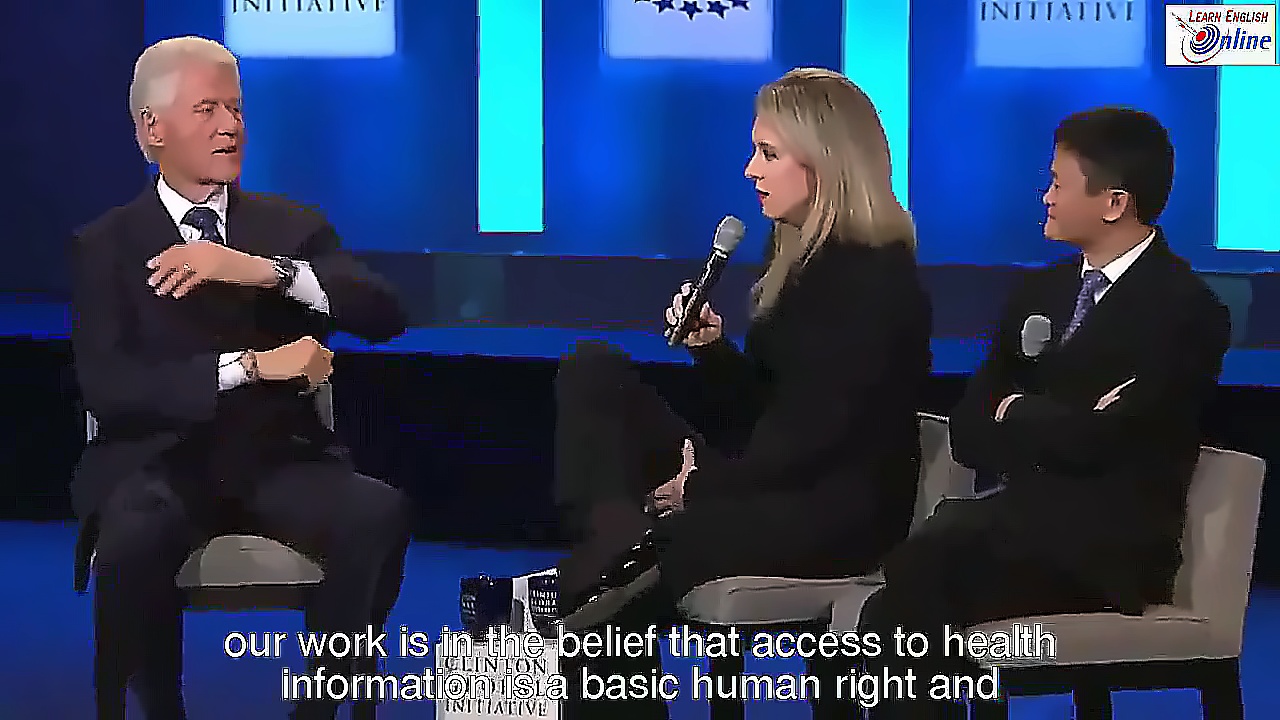 INITIATIVE
INITIATIVE
LEARN ENGLISH
Online
our work is in the belief that access to health
information is a basic human right and
CLINTON
INITIATIVE